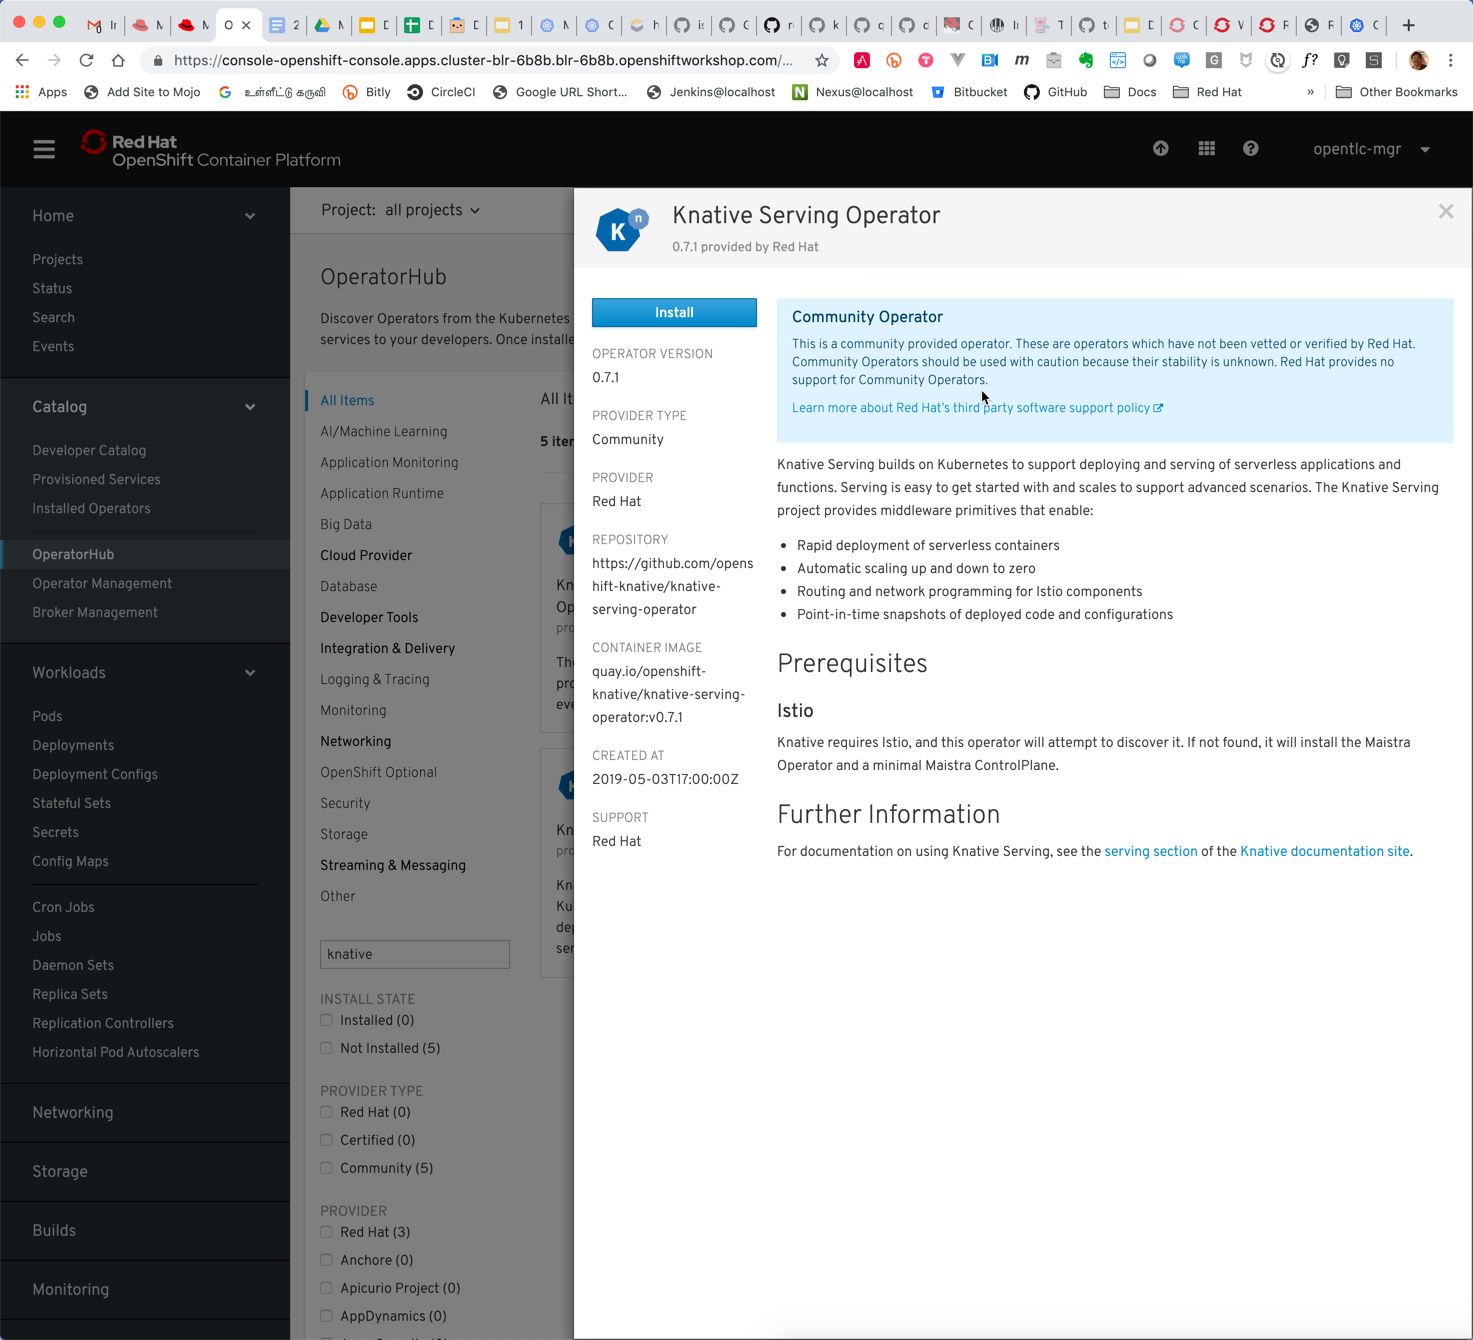 https://console-openshift-console.apps.cluster-blr-6b8b.blr-6b8b.openshiftworkshop.com/...
Apps
Add Site to Mojo
உள்ளீட்டு கருவி
Bitly
CircleCI
Google URL Short...
Jenkins@localhost
Nexus@localhost
Bitbucket
GitHub
Docs
Red Hat
»
Other Bookmarks
Red Hat
OpenShift Container Platform
opentlc-mgr
Home
Projects
Status
Search
Events
Catalog
Developer Catalog
Provisioned Services
Installed Operators
OperatorHub
Operator Management
Broker Management
Workloads
Pods
Deployments
Deployment Configs
Stateful Sets
Secrets
Config Maps
Cron Jobs
Jobs
Daemon Sets
Replica Sets
Replication Controllers
Horizontal Pod Autoscalers
Networking
Storage
Builds
Monitoring
Project: all projects
OperatorHub
Discover Operators from the Kubernetes
services to your developers. Once installe
All Items
AI/Machine Learning
Application Monitoring
Application Runtime
Big Data
Cloud Provider
Database
Developer Tools
Integration & Delivery
Logging & Tracing
Monitoring
Networking
OpenShift Optional
Security
Storage
Streaming & Messaging
Other
knative
INSTALL STATE
Installed (0)
Not Installed (5)
PROVIDER TYPE
Red Hat (0)
Certified (0)
Community (5)
PROVIDER
Red Hat (3)
Anchore (0)
Apicurio Project (0)
AppDynamics (0)
All It
5 iter
Kn
Op
pro
The
pro
eve
Kn
pro
Kn
Ku
dep
ser
K n
Knative Serving Operator
0.7.1 provided by Red Hat
Install
OPERATOR VERSION
0.7.1
PROVIDER TYPE
Community
PROVIDER
Red Hat
REPOSITORY
https://github.com/opens
hift-knative/knative-
serving-operator
CONTAINER IMAGE
quay.io/openshift-
knative/knative-serving-
operator:v0.7.1
CREATED AT
2019-05-03T17:00:00Z
SUPPORT
Red Hat
Community Operator
This is a community provided operator. These are operators which have not been vetted or verified by Red Hat.
Community Operators should be used with caution because their stability is unknown. Red Hat provides no
support for Community Operators.
Learn more about Red Hat's third party software support policy
Knative Serving builds on Kubernetes to support deploying and serving of serverless applications and
functions. Serving is easy to get started with and scales to support advanced scenarios. The Knative Serving
project provides middleware primitives that enable:
• Rapid deployment of serverless containers
• Automatic scaling up and down to zero
• Routing and network programming for Istio components
• Point-in-time snapshots of deployed code and configurations
Prerequisites
Istio
Knative requires Istio, and this operator will attempt to discover it. If not found, it will install the Maistra
Operator and a minimal Maistra ControlPlane.
Further Information
For documentation on using Knative Serving, see the serving section of the Knative documentation site.